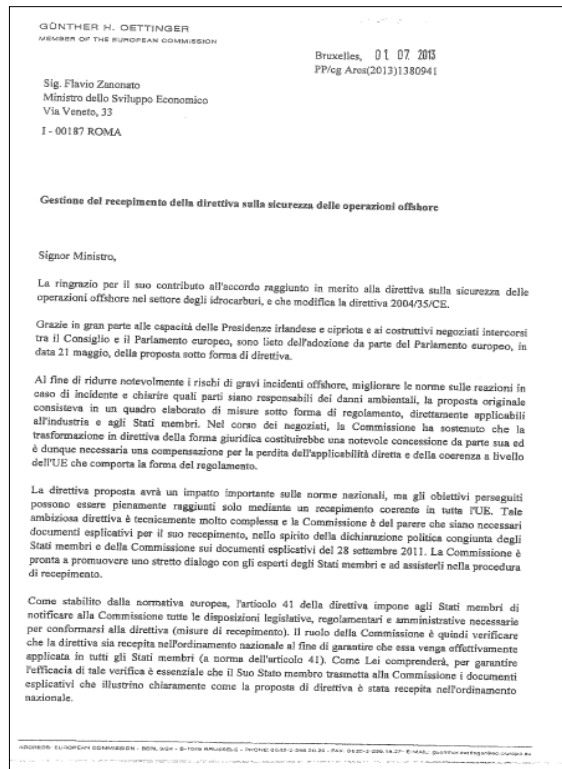 GÜNTHER H. OETTINGER
MEMBER OF THE EUROPEAN COMMISSION
Bruxelles, 01. 07. 2013
PP/cg Ares(2013)1380941
Sig. Flavio Zanonato
Ministro dello Sviluppo Economico
Via Veneto, 33
I - 00187 ROMA
Gestione del recepimento della direttiva sulla sicurezza delle operazioni offshore
Signor Ministro,
La ringrazio per il suo contributo all'accordo raggiunto in merito alla direttiva sulla sicurezza delle
operazioni offshore nel settore degli idrocarburi, e che modifica la direttiva 2004/35/CE.
Grazie in gran parte alle capacità delle Presidenze irlandese e cipriota e ai costruttivi negoziati intercorsi
tra il Consiglio e il Parlamento europeo, sono lieto dell'adozione da parte del Parlamento europeo, in
data 21 maggio, della proposta sotto forma di direttiva.
Al fine di ridurre notevolmente i rischi di gravi incidenti offshore, migliorare le norme sulle reazioni in
caso di incidente e chiarire quali parti siano responsabili dei danni ambientali, la proposta originale
consisteva in un quadro elaborato di misure sotto forma di regolamento, direttamente applicabili
all'industria e agli Stati membri. Nel corso dei negoziati, la Commissione ha sostenuto che la
trasformazione in direttiva della forma giuridica costituirebbe una notevole concessione da parte sua ed
è dunque necessaria una compensazione per la perdita dell'applicabilità diretta e della coerenza a livello
dell'UE che comporta la forma del regolamento.
La direttiva proposta avrà un impatto importante sulle norme nazionali, ma gli obiettivi perseguiti
possono essere pienamente raggiunti solo mediante un recepimento coerente in tutta l'UE. Tale
ambiziosa direttiva è tecnicamente molto complessa e la Commissione è del parere che siano necessari
documenti esplicativi per il suo recepimento, nello spirito della dichiarazione politica congiunta degli
Stati membri e della Commissione sui documenti esplicativi del 28 settembre 2011. La Commissione è
pronta a promuovere uno stretto dialogo con gli esperti degli Stati membri e ad assisterli nella procedura
di recepimento.
Come stabilito dalla normativa europea, l'articolo 41 della direttiva impone agli Stati membri di
notificare alla Commissione tutte le disposizioni legislative, regolamentari e amministrative necessarie
per conformarsi alla direttiva (misure di recepimento). Il ruolo della Commissione è quindi verificare
che la direttiva sia recepita nell'ordinamento nazionale al fine di garantire che essa venga effettivamente
applicata in tutti gli Stati membri (a norma dell'articolo 41). Come Lei comprenderà, per garantire
l'efficacia di tale verifica è essenziale che il Suo Stato membro trasmetta alla Commissione i documenti
esplicativi che illustrino chiaramente come la proposta di direttiva è stata recepita nell'ordinamento
nazionale.
EUROPEAN COMMISSION - BERL